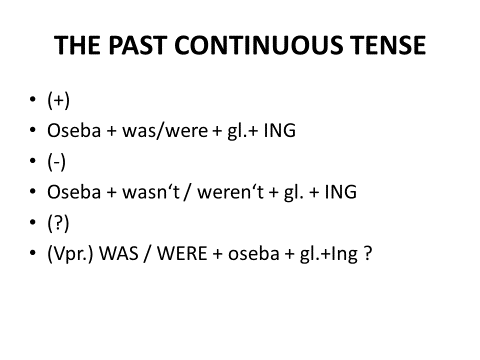 THE PAST CONTINUOUS TENSE
• (+)
• Oseba + was/were + gl.+ ING
• (-)
• Oseba + wasn‘t / weren‘t + gl. + ING
• (?)
• (Vpr.) WAS / WERE + oseba + gl.+Ing ?